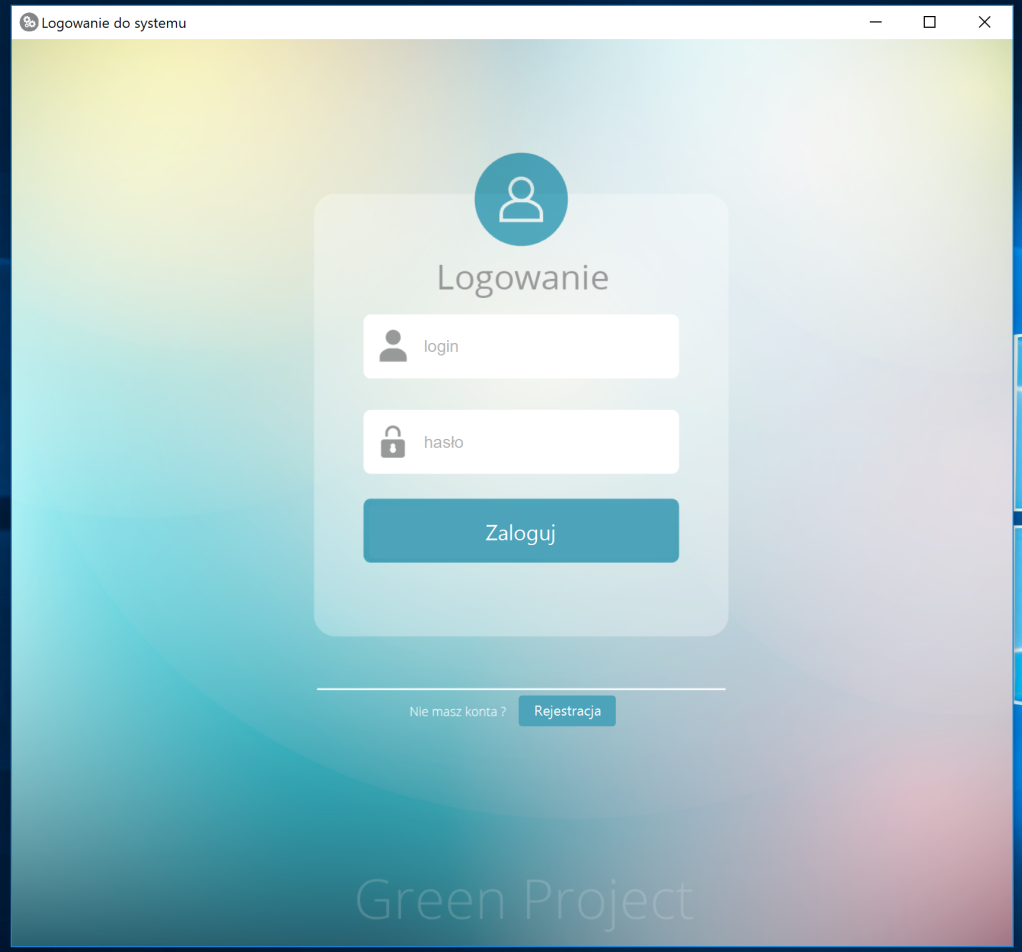 Logowanie do systemu
Logowanie
login
hasło
Zaloguj
Nie masz konta ?
Rejestracja
Green Project